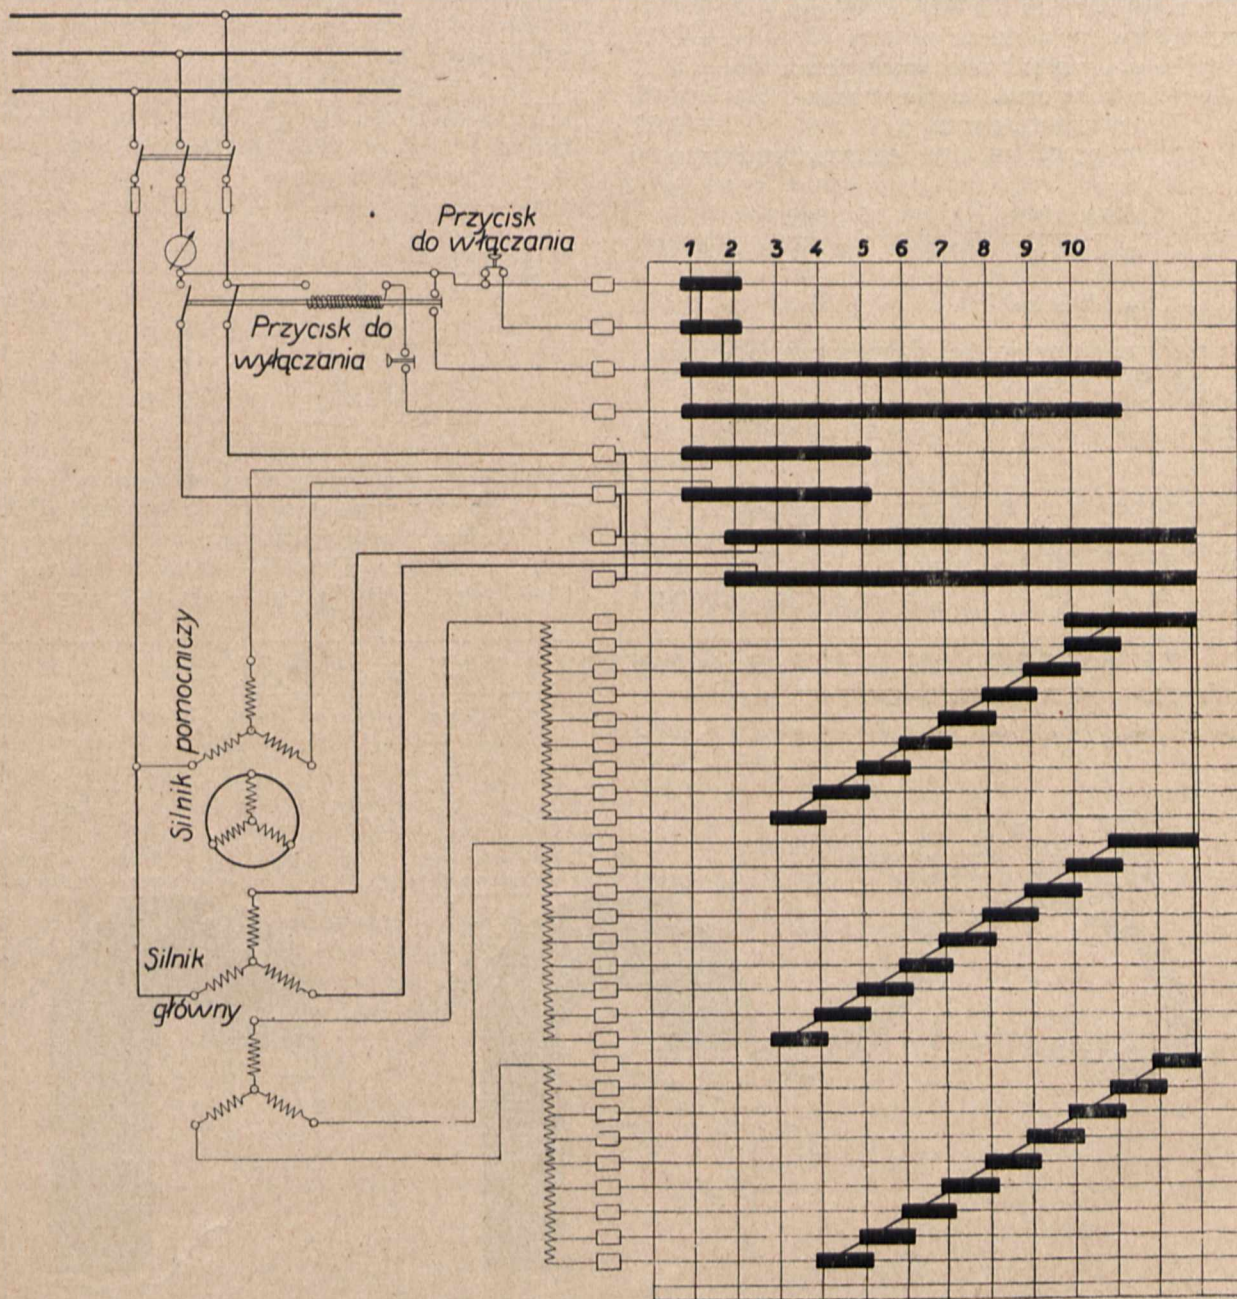 Przycisk
do włączania
1 2 3 4 5 6 7 8 9 10
Przycisk do
wyłączania
Silnik pomocniczy
Silnik
główny